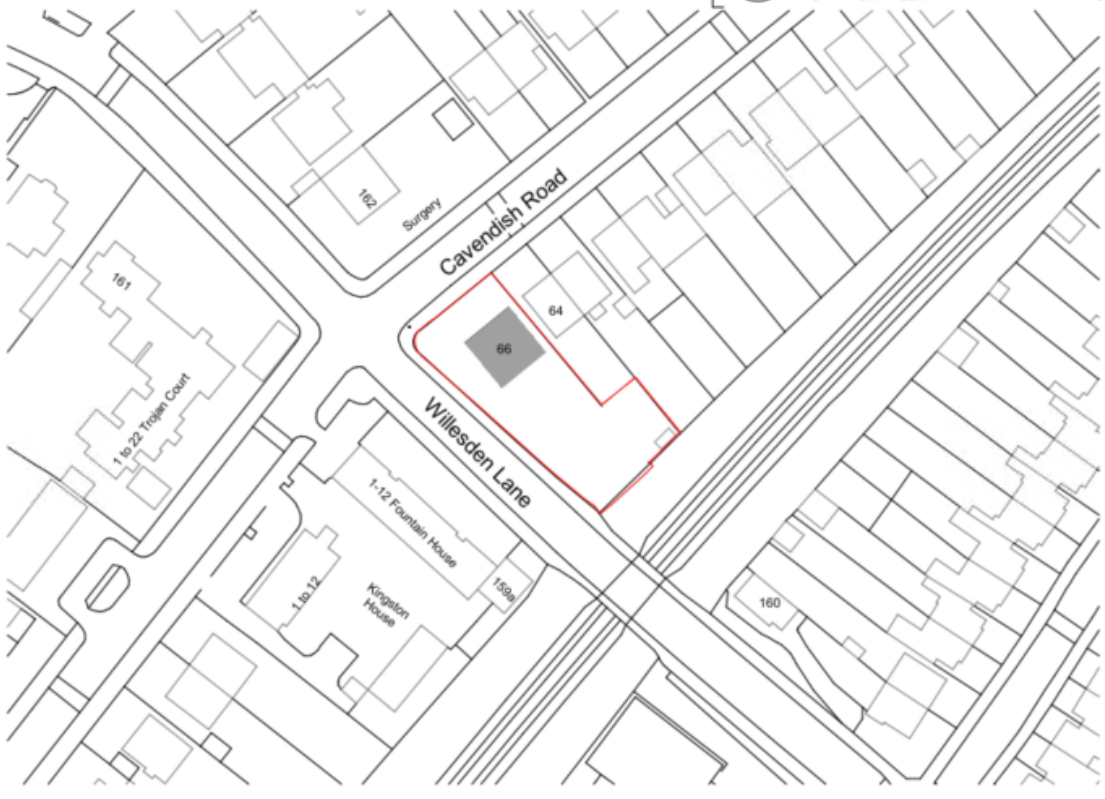 162
Surgery
Cavendish Road
161
64
66
1 to 22 Trojan Court
Willesden Lane
1-12 Fountain House
1 to 12
Kingston
House
159a
160